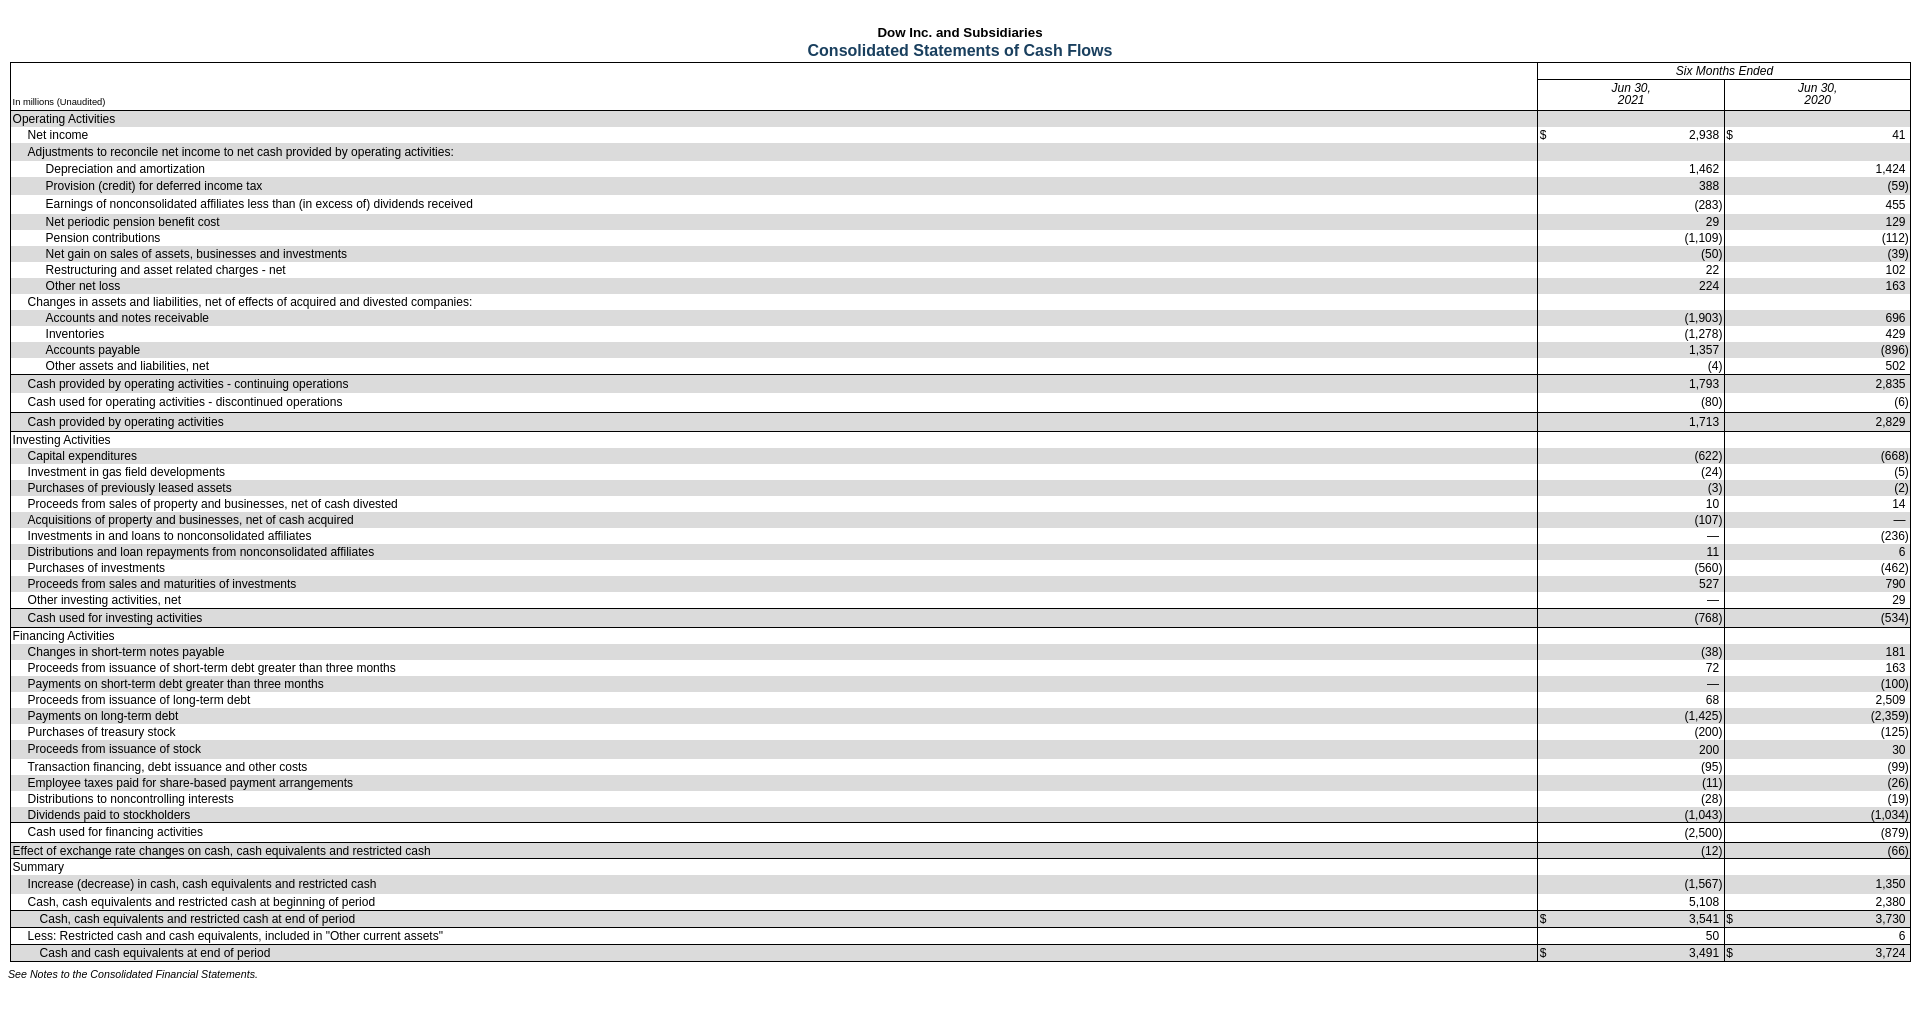 Dow Inc. and Subsidiaries
Consolidated Statements of Cash Flows
Six Months Ended
In millions (Unaudited) Jun 30, 2021 Jun 30, 2020
Operating Activities
Net income $ 2,938 $ 41
Adjustments to reconcile net income to net cash provided by operating activities:
Depreciation and amortization 1,462 1,424
Provision (credit) for deferred income tax 388 (59)
Earnings of nonconsolidated affiliates less than (in excess of) dividends received (283) 455
Net periodic pension benefit cost 29 129
Pension contributions (1,109) (112)
Net gain on sales of assets, businesses and investments (50) (39)
Restructuring and asset related charges - net 22 102
Other net loss 224 163
Changes in assets and liabilities, net of effects of acquired and divested companies:
Accounts and notes receivable (1,903) 696
Inventories (1,278) 429
Accounts payable 1,357 (896)
Other assets and liabilities, net (4) 502
Cash provided by operating activities - continuing operations 1,793 2,835
Cash used for operating activities - discontinued operations (80) (6)
Cash provided by operating activities 1,713 2,829
Investing Activities
Capital expenditures (622) (668)
Investment in gas field developments (24) (5)
Purchases of previously leased assets (3) (2)
Proceeds from sales of property and businesses, net of cash divested 10 14
Acquisitions of property and businesses, net of cash acquired (107) —
Investments in and loans to nonconsolidated affiliates — (236)
Distributions and loan repayments from nonconsolidated affiliates 11 6
Purchases of investments (560) (462)
Proceeds from sales and maturities of investments 527 790
Other investing activities, net — 29
Cash used for investing activities (768) (534)
Financing Activities
Changes in short-term notes payable (38) 181
Proceeds from issuance of short-term debt greater than three months 72 163
Payments on short-term debt greater than three months — (100)
Proceeds from issuance of long-term debt 68 2,509
Payments on long-term debt (1,425) (2,359)
Purchases of treasury stock (200) (125)
Proceeds from issuance of stock 200 30
Transaction financing, debt issuance and other costs (95) (99)
Employee taxes paid for share-based payment arrangements (11) (26)
Distributions to noncontrolling interests (28) (19)
Dividends paid to stockholders (1,043) (1,034)
Cash used for financing activities (2,500) (879)
Effect of exchange rate changes on cash, cash equivalents and restricted cash (12) (66)
Summary
Increase (decrease) in cash, cash equivalents and restricted cash (1,567) 1,350
Cash, cash equivalents and restricted cash at beginning of period 5,108 2,380
Cash, cash equivalents and restricted cash at end of period $ 3,541 $ 3,730
Less: Restricted cash and cash equivalents, included in "Other current assets" 50 6
Cash and cash equivalents at end of period $ 3,491 $ 3,724
See Notes to the Consolidated Financial Statements.